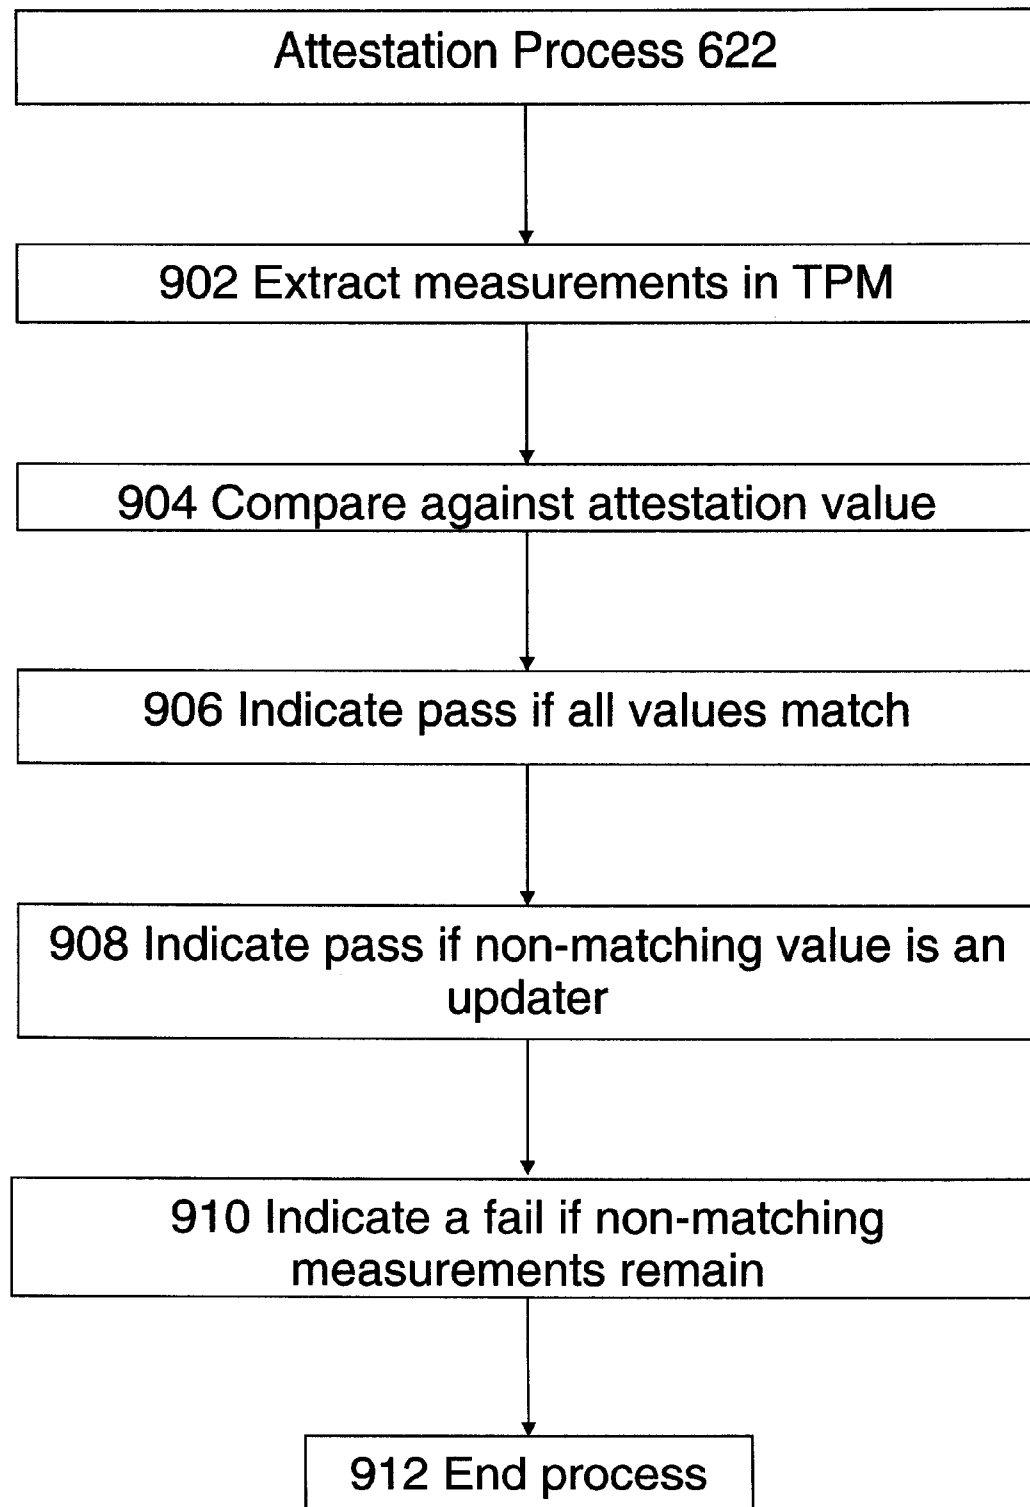 Attestation Process 622
902 Extract measurements in TPM
904 Compare against attestation value
906 Indicate pass if all values match
908 Indicate pass if non-matching value is an
updater
910 Indicate a fail if non-matching
measurements remain
912 End process